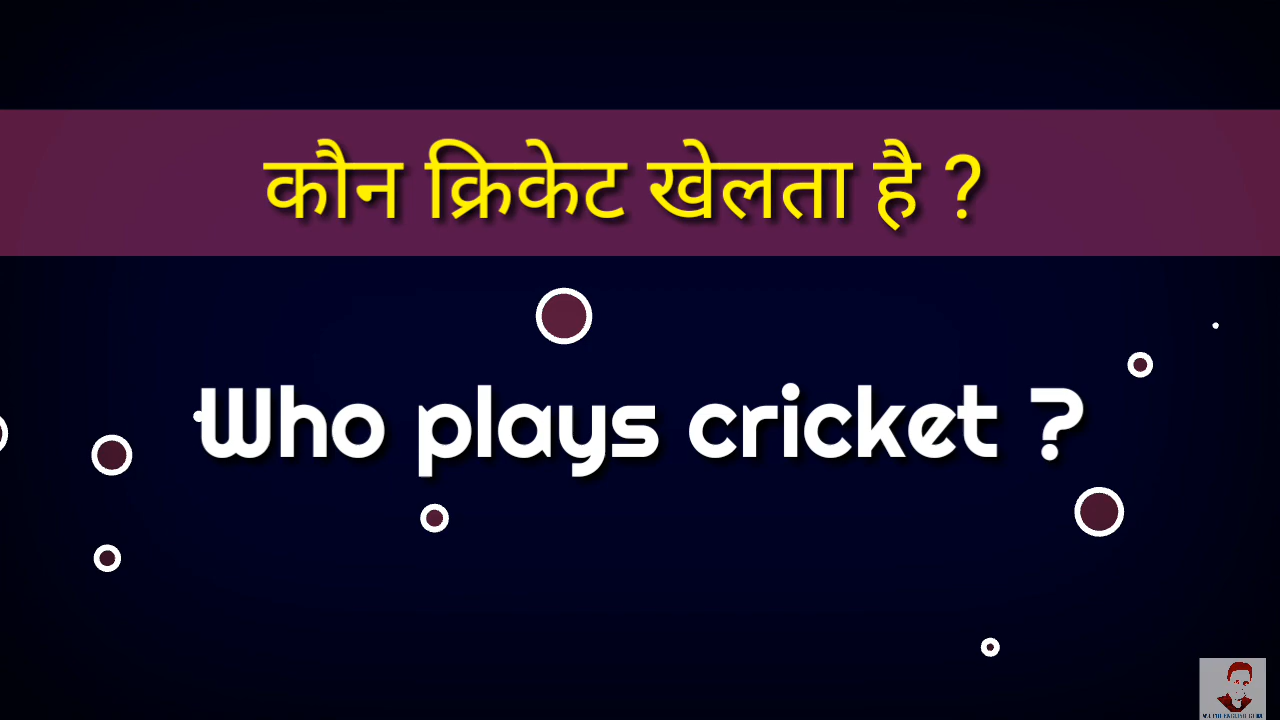 कौन क्रिकेट खेलता है ?
Who plays cricket ?